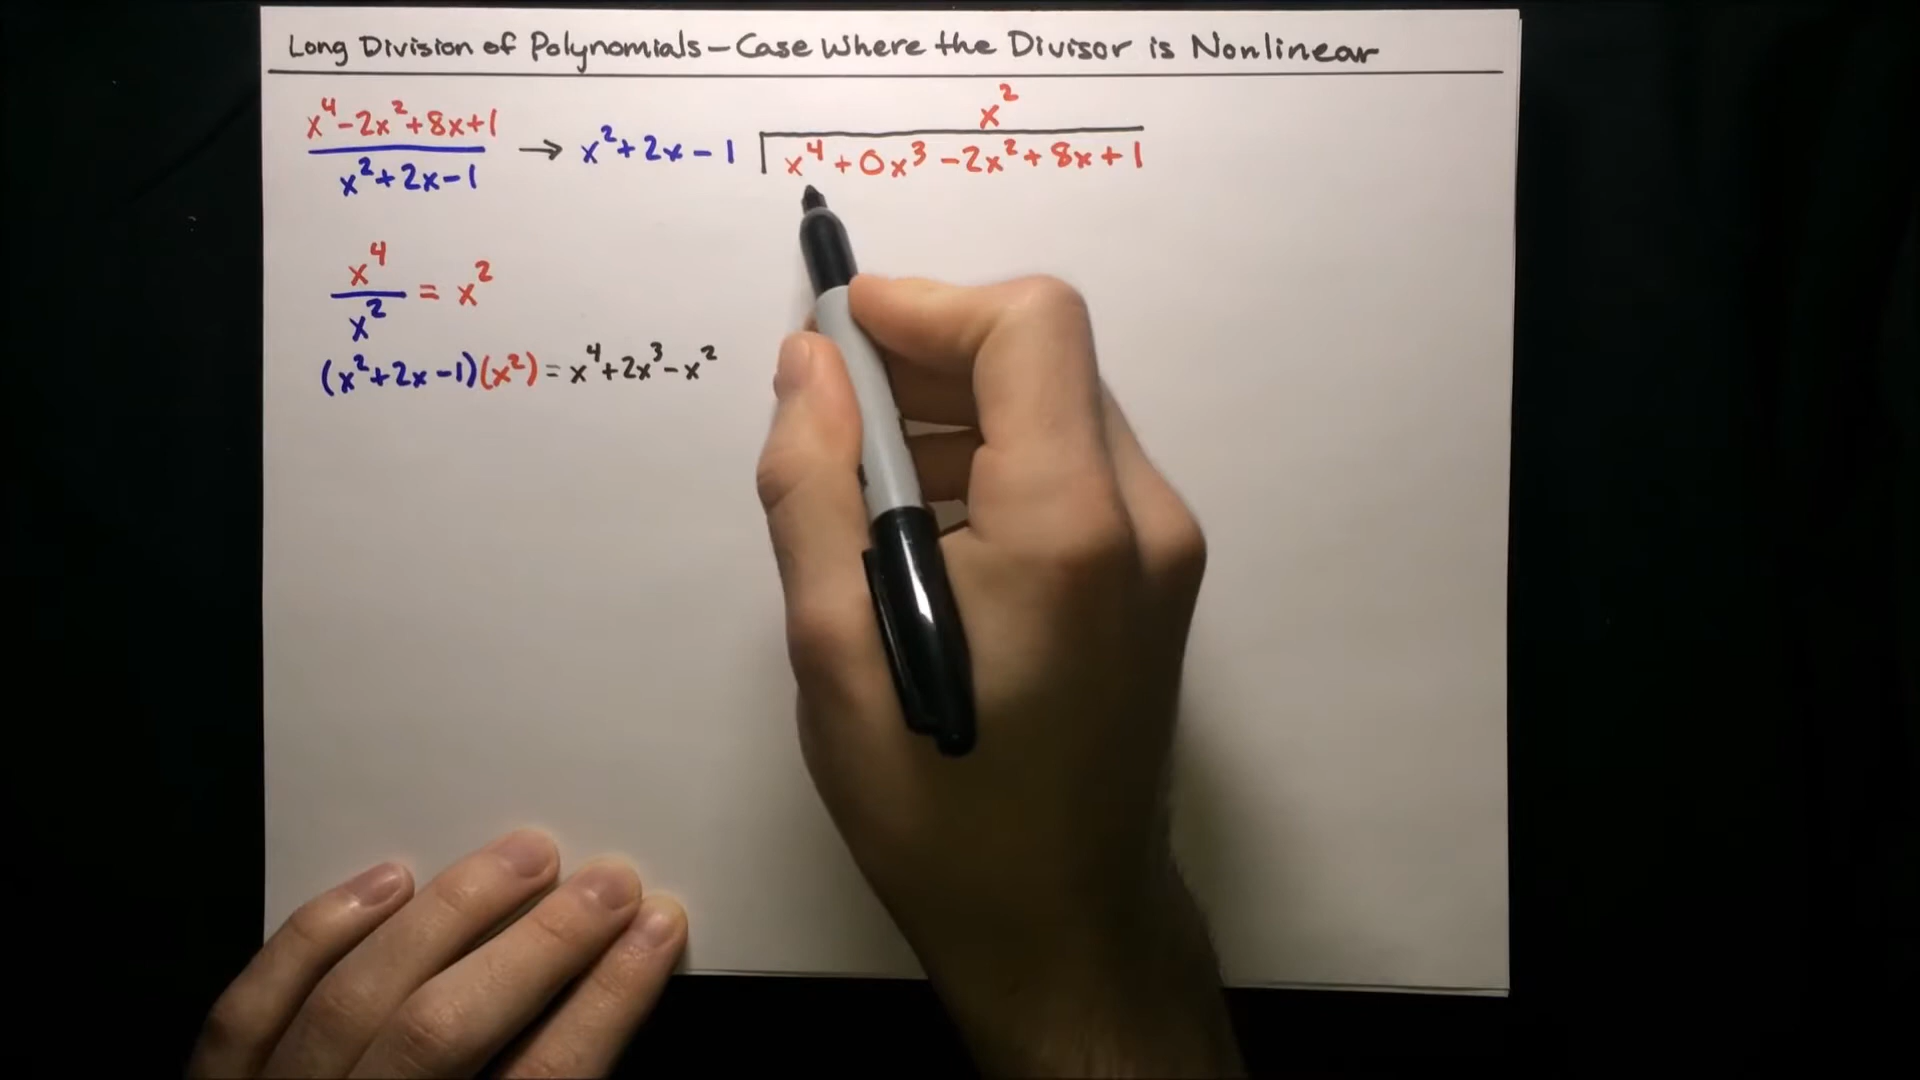 Long Division of Polynomials – Case Where the Divisor is Nonlinear
x⁴-2x²+8x+1
x²+2x-1
→ x²+2x-1
x²
x⁴+0x³-2x²+8x+1
x⁴
x²
= x²
(x²+2x-1)(x²) = x⁴+2x³-x²